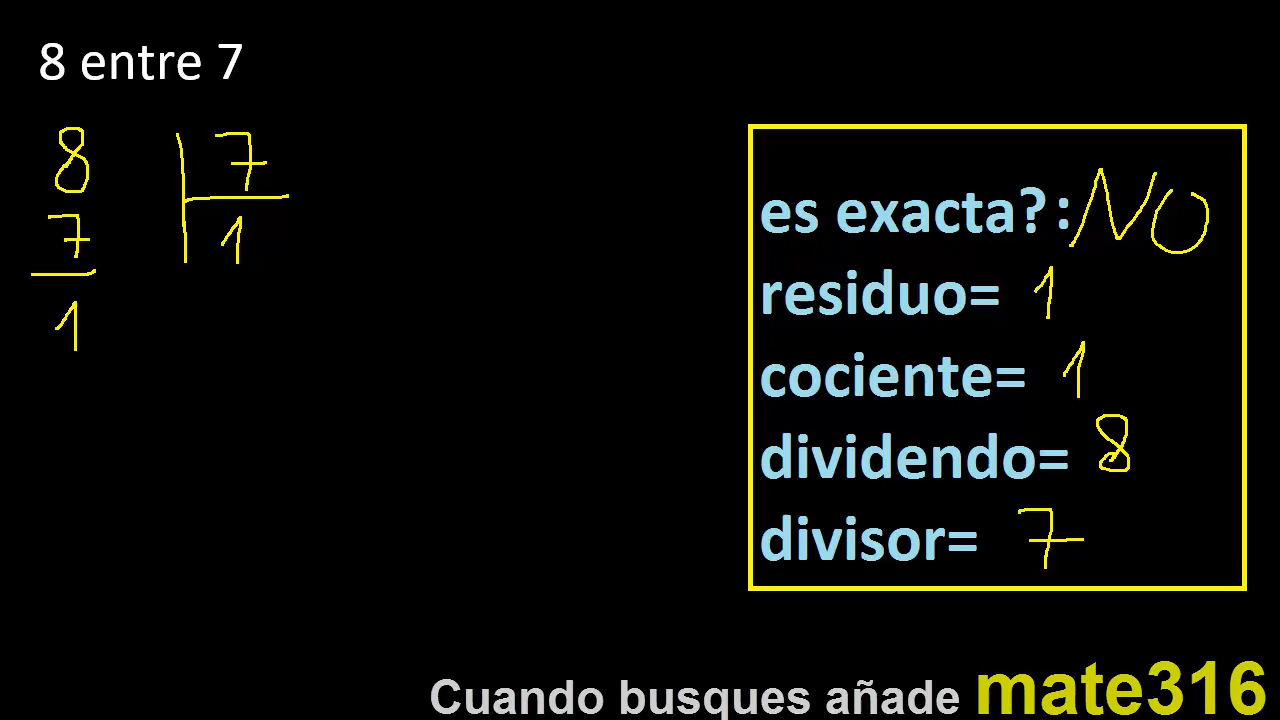 8 entre 7
8 7
7 1
1
es exacta?: NO
residuo= 1
cociente= 1
dividendo= 8
divisor= 7
Cuando busques añade mate316